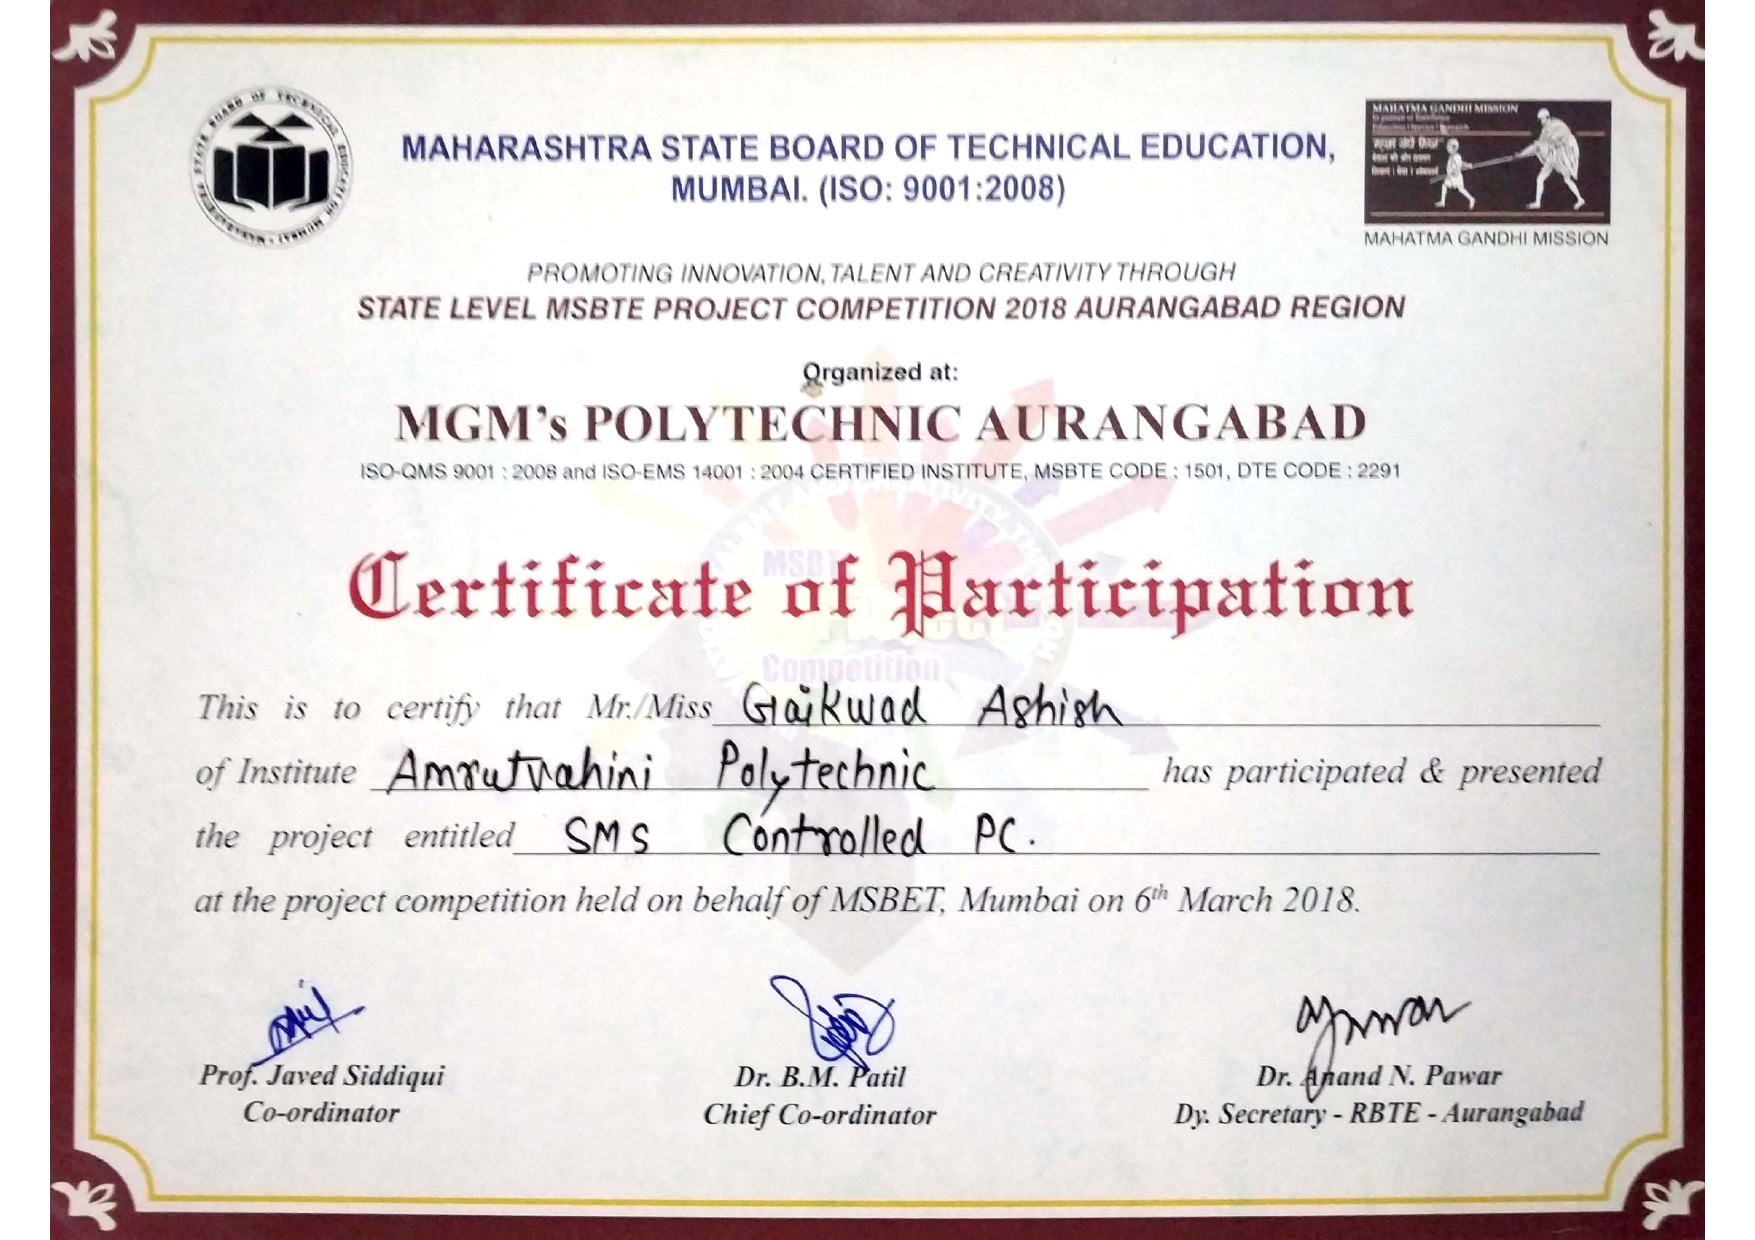 MAHARASHTRA STATE BOARD OF TECHNICAL EDUCATION,
MUMBAI. (ISO: 9001:2008)
MAHATMA GANDHI MISSION
MAHATMA GANDHI MISSION
PROMOTING INNOVATION, TALENT AND CREATIVITY THROUGH
STATE LEVEL MSBTE PROJECT COMPETITION 2018 AURANGABAD REGION
Organized at:
MGM's POLYTECHNIC AURANGABAD
ISO-QMS 9001 : 2008 and ISO-EMS 14001 : 2004 CERTIFIED INSTITUTE, MSBTE CODE : 1501, DTE CODE : 2291
Certificate of Participation
Competition
This is to certify that Mr./Miss Gaikwad Ashish
of Institute Amrutvahini Polytechnic has participated & presented
the project entitled SMS Controlled PC.
at the project competition held on behalf of MSBET, Mumbai on 6th March 2018.
Prof. Javed Siddiqui
Co-ordinator
Dr. B.M. Patil
Chief Co-ordinator
Dr. Anand N. Pawar
Dy. Secretary - RBTE - Aurangabad